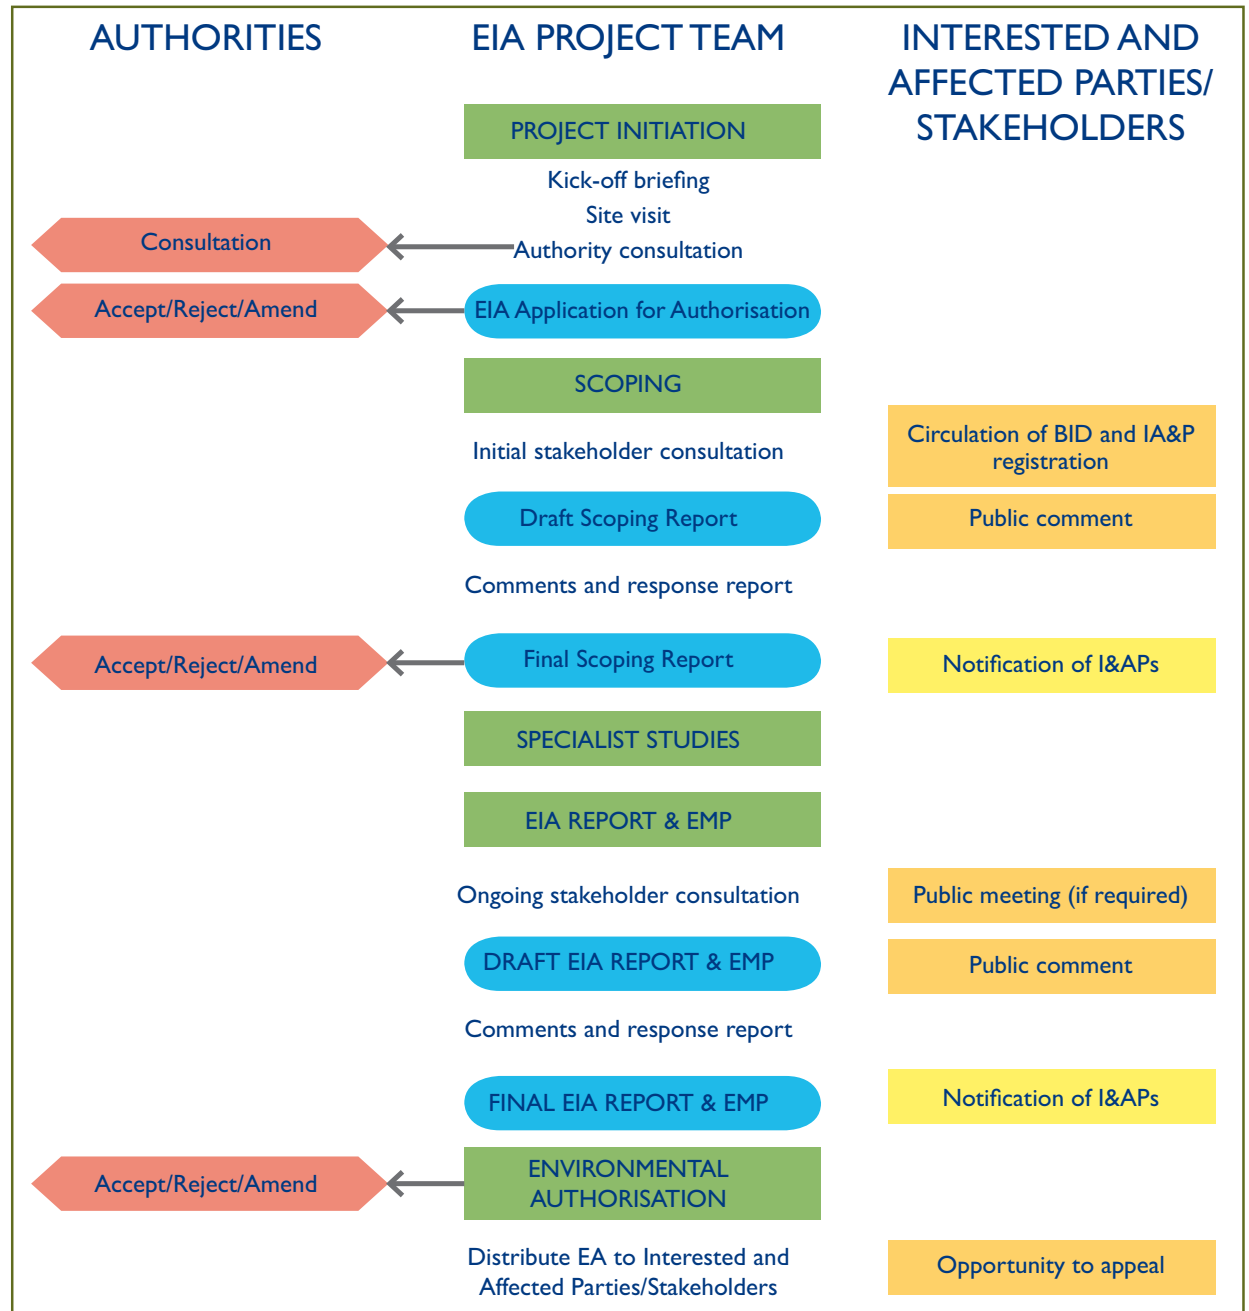 AUTHORITIES
EIA PROJECT TEAM
INTERESTED AND
AFFECTED PARTIES/
STAKEHOLDERS
PROJECT INITIATION
Kick-off briefing
Site visit
Consultation
Authority consultation
Accept/Reject/Amend
EIA Application for Authorisation
SCOPING
Initial stakeholder consultation
Circulation of BID and IA&P
registration
Draft Scoping Report
Public comment
Comments and response report
Accept/Reject/Amend
Final Scoping Report
Notification of I&APs
SPECIALIST STUDIES
EIA REPORT & EMP
Ongoing stakeholder consultation
Public meeting (if required)
DRAFT EIA REPORT & EMP
Public comment
Comments and response report
FINAL EIA REPORT & EMP
Notification of I&APs
Accept/Reject/Amend
ENVIRONMENTAL
AUTHORISATION
Distribute EA to Interested and
Affected Parties/Stakeholders
Opportunity to appeal